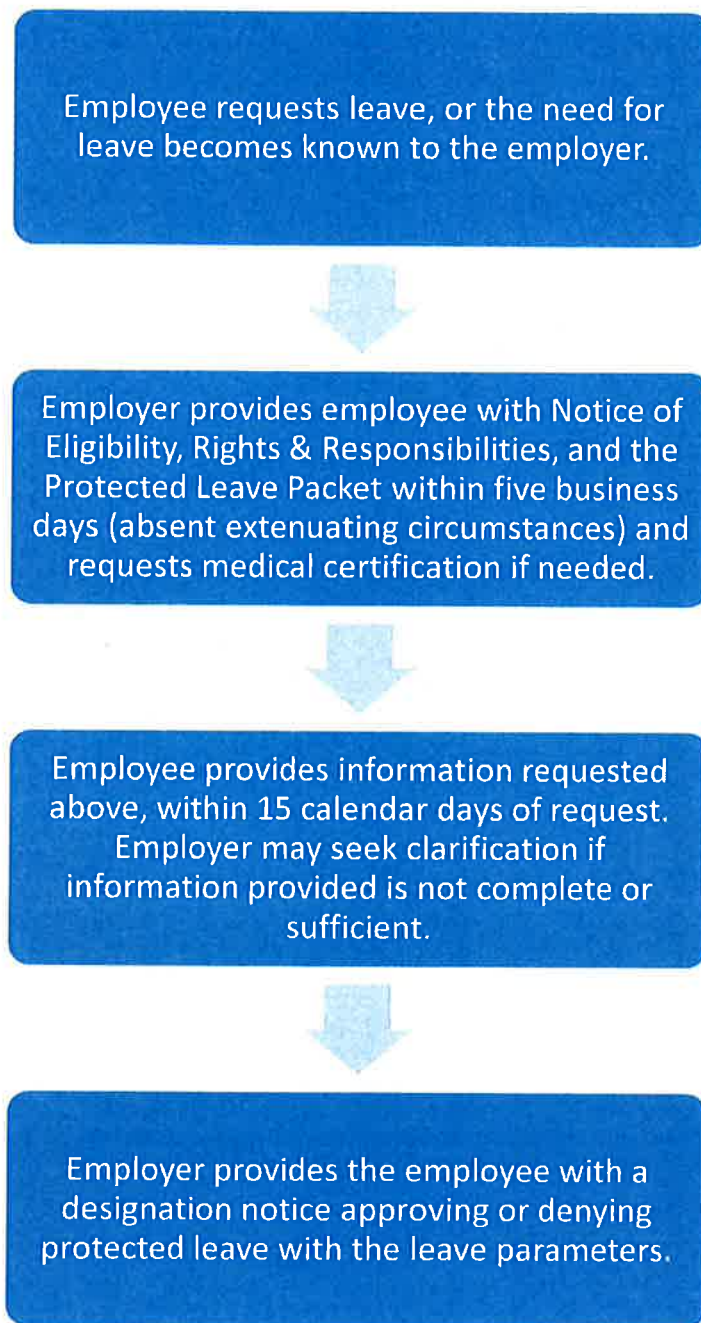 Employee requests leave, or the need for
leave becomes known to the employer.
Employer provides employee with Notice of
Eligibility, Rights & Responsibilities, and the
Protected Leave Packet within five business
days (absent extenuating circumstances) and
requests medical certification if needed.
Employee provides information requested
above, within 15 calendar days of request.
Employer may seek clarification if
information provided is not complete or
sufficient.
Employer provides the employee with a
designation notice approving or denying
protected leave with the leave parameters.